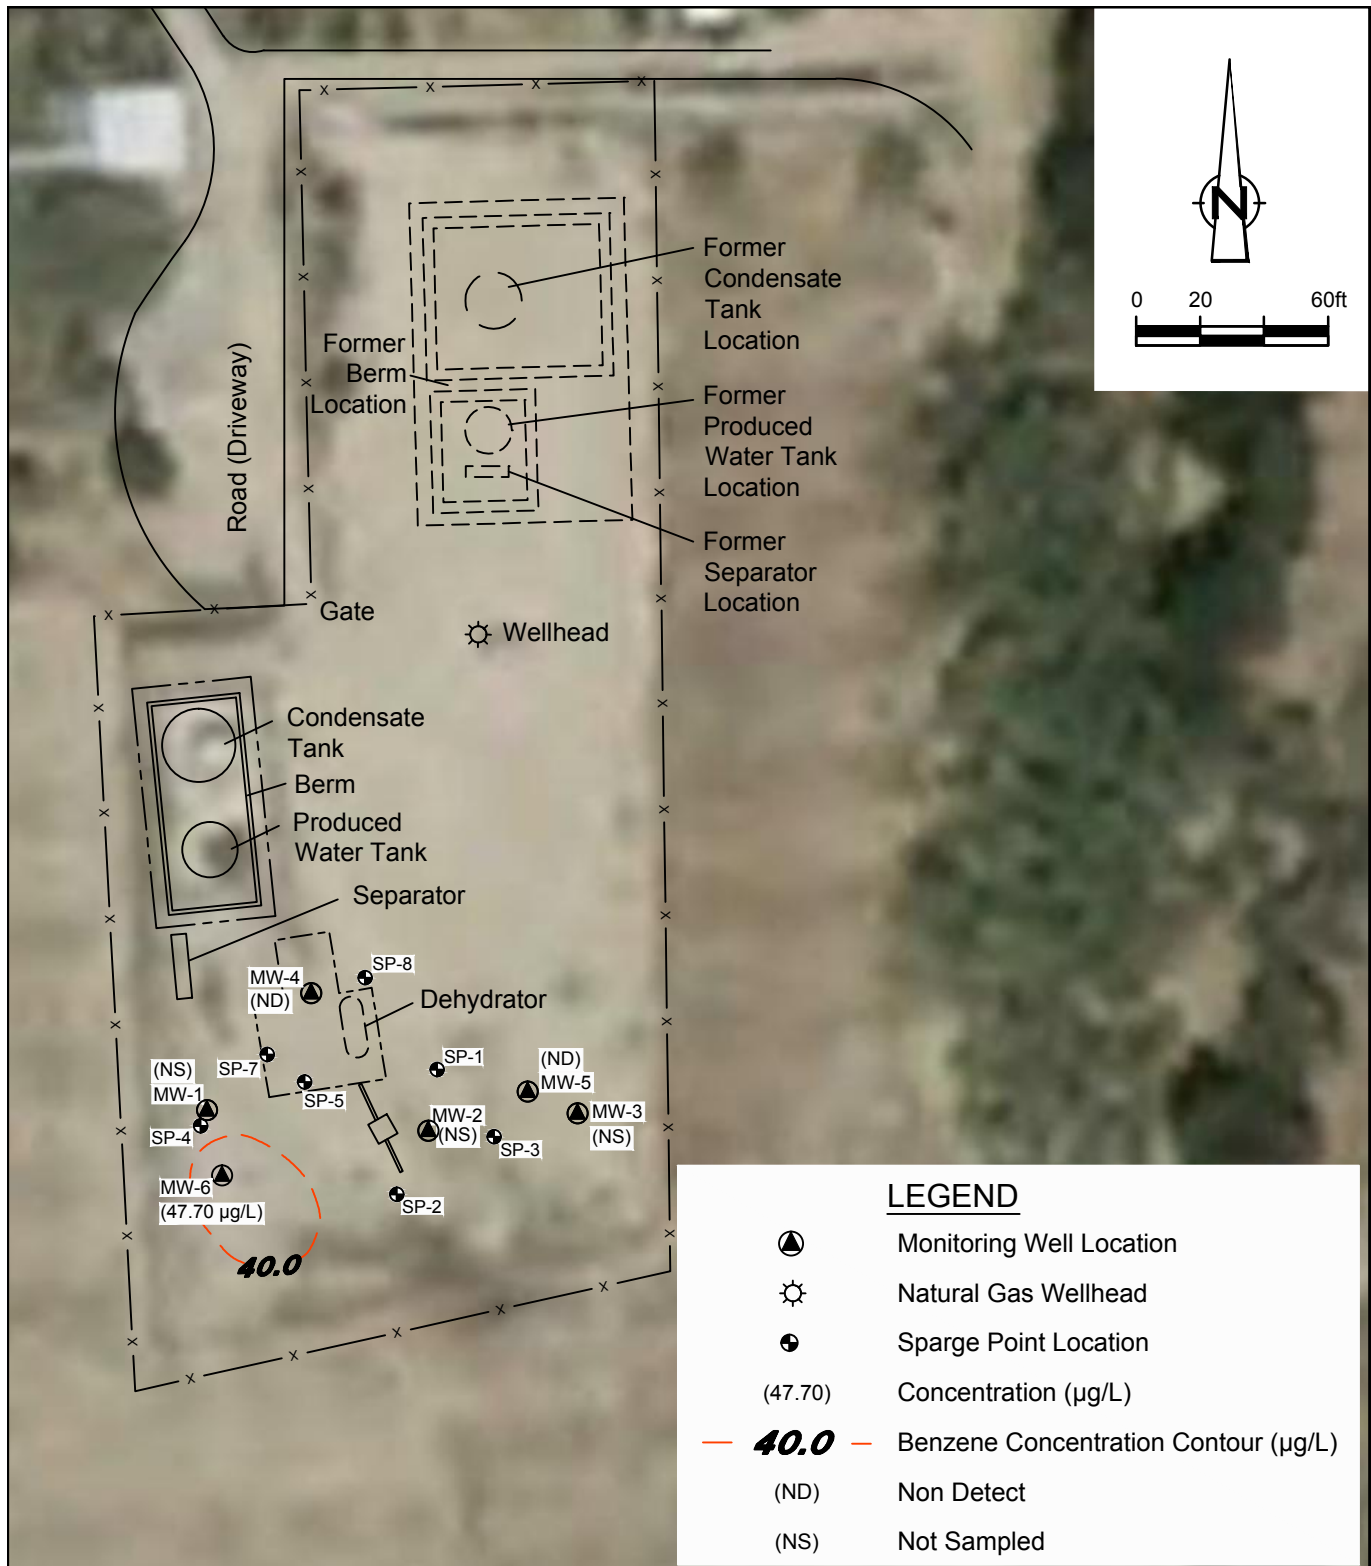 N
0 20 60ft
Former
Condensate
Tank
Location
Former
Berm
Location
Former
Produced
Water Tank
Location
Road (Driveway)
Former
Separator
Location
Gate
Wellhead
Condensate
Tank
Berm
Produced
Water Tank
Separator
SP-8
MW-4
(ND)
Dehydrator
SP-7
SP-5
SP-1
(ND)
MW-5
(NS)
MW-1
SP-4
MW-2
(NS)
SP-3
MW-3
(NS)
MW-6
(47.70 µg/L)
SP-2
40.0
LEGEND
Monitoring Well Location
Natural Gas Wellhead
Sparge Point Location
(47.70) Concentration (µg/L)
40.0 Benzene Concentration Contour (µg/L)
(ND) Non Detect
(NS) Not Sampled